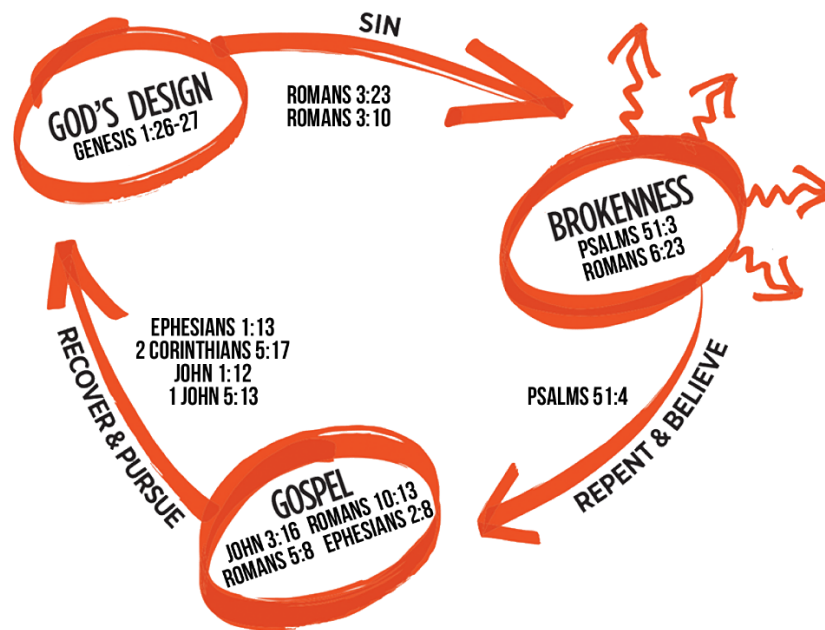 SIN
GOD'S DESIGN
GENESIS 1:26-27
ROMANS 3:23
ROMANS 3:10
BROKENNESS
PSALMS 51:3
ROMANS 6:23
REPENT & BELIEVE
PSALMS 51:4
GOSPEL
JOHN 3:16 ROMANS 10:13
ROMANS 5:8 EPHESIANS 2:8
RECOVER & PURSUE
EPHESIANS 1:13
2 CORINTHIANS 5:17
JOHN 1:12
1 JOHN 5:13